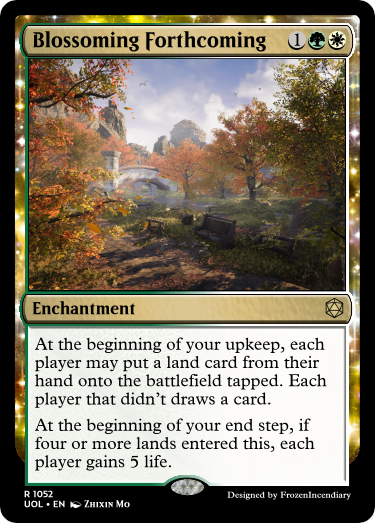 Blossoming Forthcoming 1
Enchantment
At the beginning of your upkeep, each
player may put a land card from their
hand onto the battlefield tapped. Each
player that didn't draws a card.
At the beginning of your end step, if
four or more lands entered this, each
player gains 5 life.
R 1052
UOL • EN Zhixin Mo
Designed by FrozenIncendiary